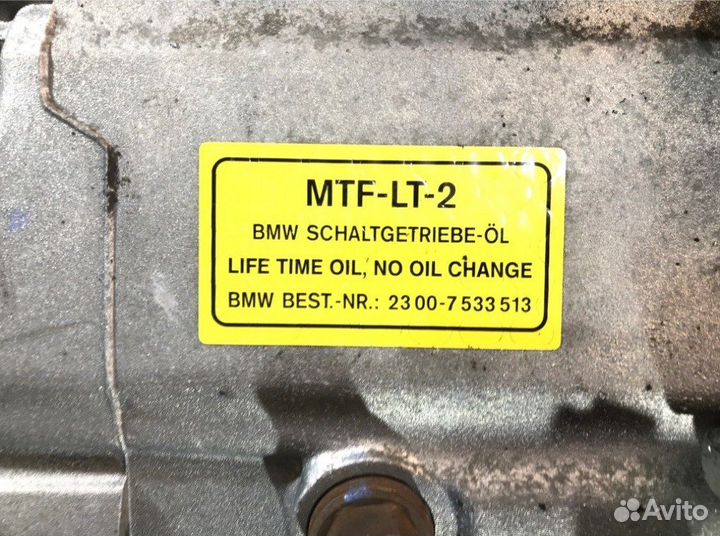 MTF-LT-2
BMW SCHALTGETRIEBE-ÖL
LIFE TIME OIL, NO OIL CHANGE
BMW BEST.-NR.: 23 00-7 533 513
Avito